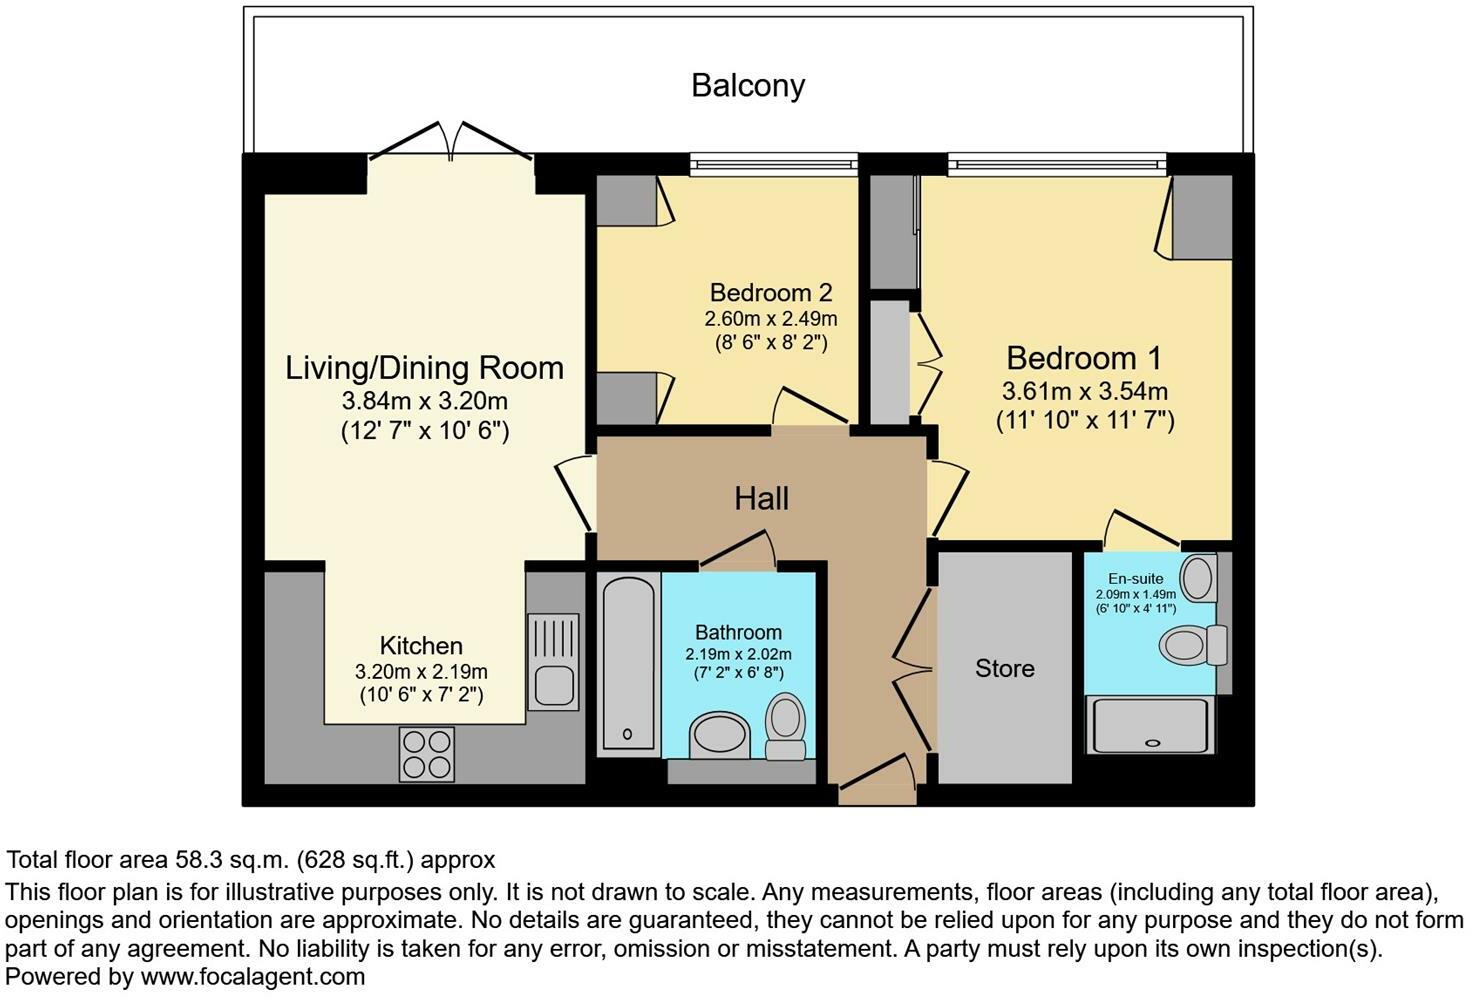 Balcony
Bedroom 2
2.60m x 2.49m
(8' 6" x 8' 2")
Living/Dining Room
3.84m x 3.20m
(12' 7" x 10' 6")
Bedroom 1
3.61m x 3.54m
(11' 10" x 11' 7")
Hall
En-suite
2.09m x 1.49m
(6' 10" x 4' 11")
Kitchen
3.20m x 2.19m
(10' 6" x 7' 2")
Bathroom
2.19m x 2.02m
(7' 2" x 6' 8")
Store
Total floor area 58.3 sq.m. (628 sq.ft.) approx
This floor plan is for illustrative purposes only. It is not drawn to scale. Any measurements, floor areas (including any total floor area),
openings and orientation are approximate. No details are guaranteed, they cannot be relied upon for any purpose and they do not form
part of any agreement. No liability is taken for any error, omission or misstatement. A party must rely upon its own inspection(s).
Powered by www.focalagent.com